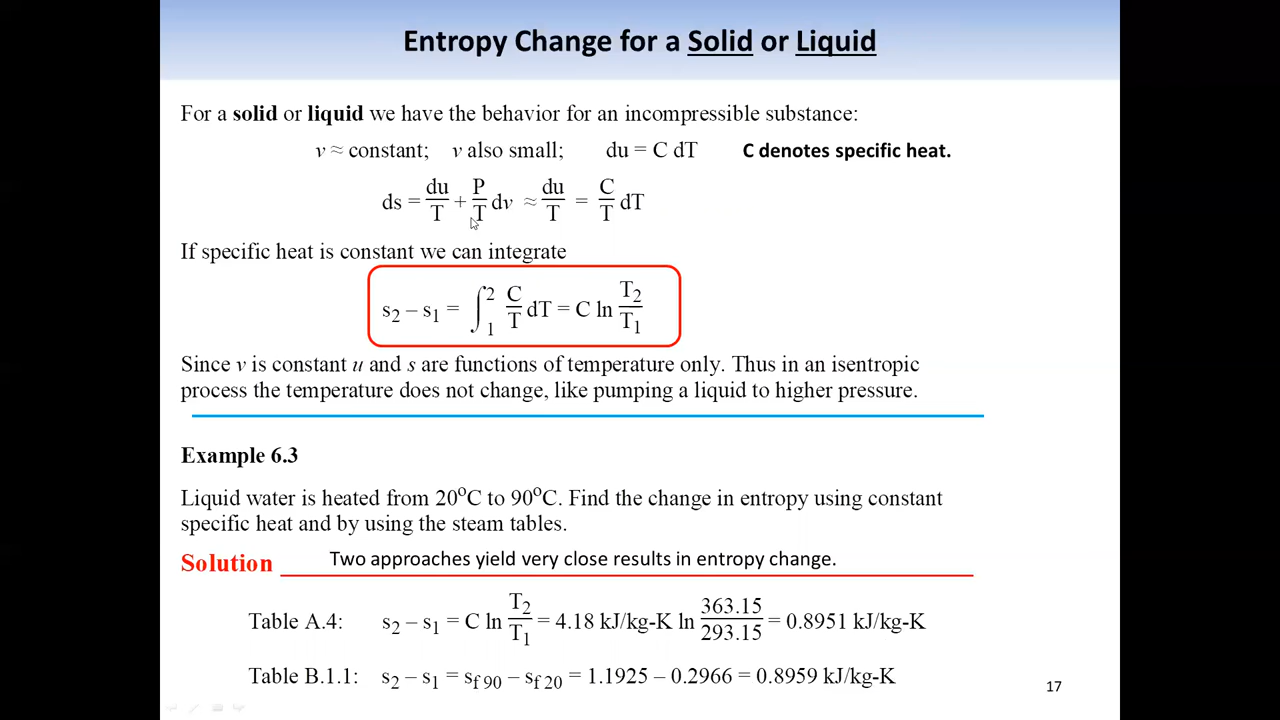 Entropy Change for a Solid or Liquid
For a solid or liquid we have the behavior for an incompressible substance:
v ≈ constant; v also small; du = C dT C denotes specific heat.
ds = du/T + P/T dv ≈ du/T = C/T dT
If specific heat is constant we can integrate
s₂ – s₁ = ∫₁² C/T dT = C ln T₂/T₁
Since v is constant u and s are functions of temperature only. Thus in an isentropic
process the temperature does not change, like pumping a liquid to higher pressure.
Example 6.3
Liquid water is heated from 20°C to 90°C. Find the change in entropy using constant
specific heat and by using the steam tables.
Solution Two approaches yield very close results in entropy change.
Table A.4: s₂ – s₁ = C ln T₂/T₁ = 4.18 kJ/kg-K ln 363.15/293.15 = 0.8951 kJ/kg-K
Table B.1.1: s₂ – s₁ = sf 90 – sf 20 = 1.1925 – 0.2966 = 0.8959 kJ/kg-K
17